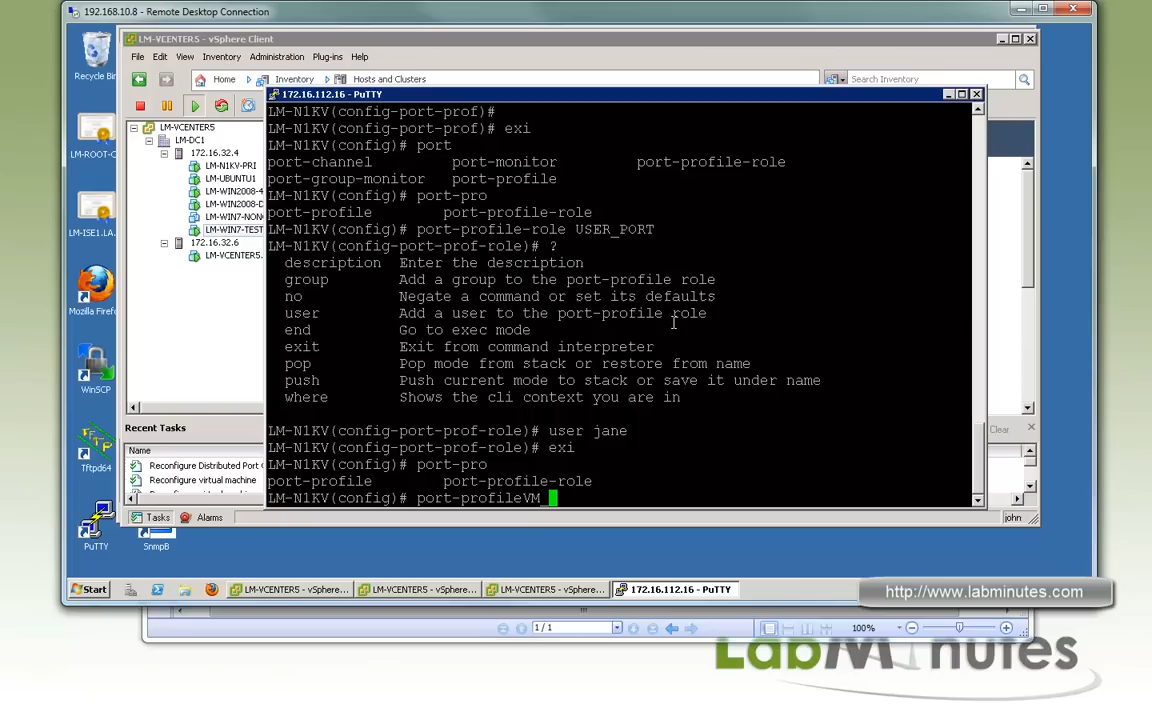 192.168.10.8 - Remote Desktop Connection
LM-VCENTER5 - vSphere Client
Recycle Bin
File Edit View Inventory Administration Plug-ins Help
Home Inventory Hosts and Clusters Search Inventory
172.16.112.16 - PuTTY
LM-VCENTER5
LM-DC1
172.16.32.4
LM-N1KV-PRI
LM-UBUNTU1
LM-WIN2008-4
LM-WIN2008-D
LM-WIN7-NON
LM-WIN7-TEST
172.16.32.6
LM-VCENTER5.
LM-ROOT-C
LM-ISE1.LA.
Mozilla Firef
WinSCP
Tftpd64
PuTTY
SnmpB
LM-N1KV(config-port-prof)#
LM-N1KV(config-port-prof)# exi
LM-N1KV(config)# port
port-channel port-monitor port-profile-role
port-group-monitor port-profile
LM-N1KV(config)# port-pro
port-profile port-profile-role
LM-N1KV(config)# port-profile-role USER_PORT
LM-N1KV(config-port-prof-role)# ?
description Enter the description
group Add a group to the port-profile role
no Negate a command or set its defaults
user Add a user to the port-profile role
end Go to exec mode
exit Exit from command interpreter
pop Pop mode from stack or restore from name
push Push current mode to stack or save it under name
where Shows the cli context you are in
LM-N1KV(config-port-prof-role)# user jane
LM-N1KV(config-port-prof-role)# exi
LM-N1KV(config)# port-pro
port-profile port-profile-role
LM-N1KV(config)# port-profileVM_
Recent Tasks
Clear
Name
Reconfigure Distributed Port G
Reconfigure virtual machine
Tasks Alarms
john
Start LM-VCENTER5 - vSphere... LM-VCENTER5 - vSphere... LM-VCENTER5 - vSphere... 172.16.112.16 - PuTTY
http://www.labminutes.com
1 / 1 100%
LabMinutes